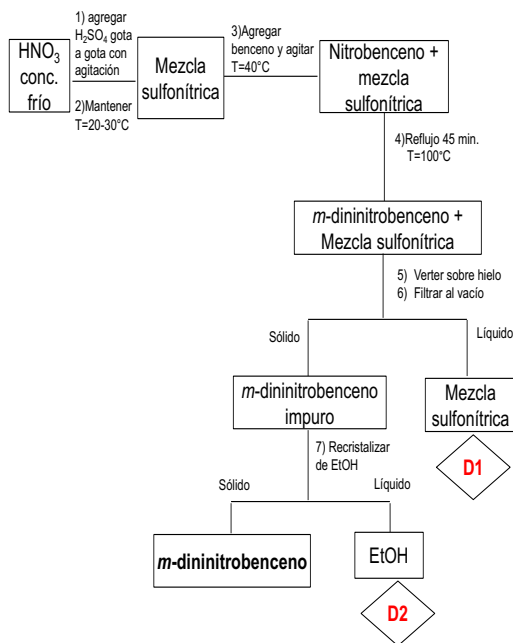 HNO3
conc.
frío
1) agregar
H2SO4 gota
a gota con
agitación
2)Mantener
T=20-30°C
Mezcla
sulfonítrica
3)Agregar
benceno y agitar
T=40°C
Nitrobenceno +
mezcla
sulfonítrica
4)Reflujo 45 min.
T=100°C
m-dininitrobenceno +
Mezcla sulfonítrica
5) Verter sobre hielo
6) Filtrar al vacío
Sólido
Líquido
m-dininitrobenceno
impuro
Mezcla
sulfonítrica
D1
7) Recristalizar
de EtOH
Sólido
Líquido
m-dininitrobenceno
EtOH
D2